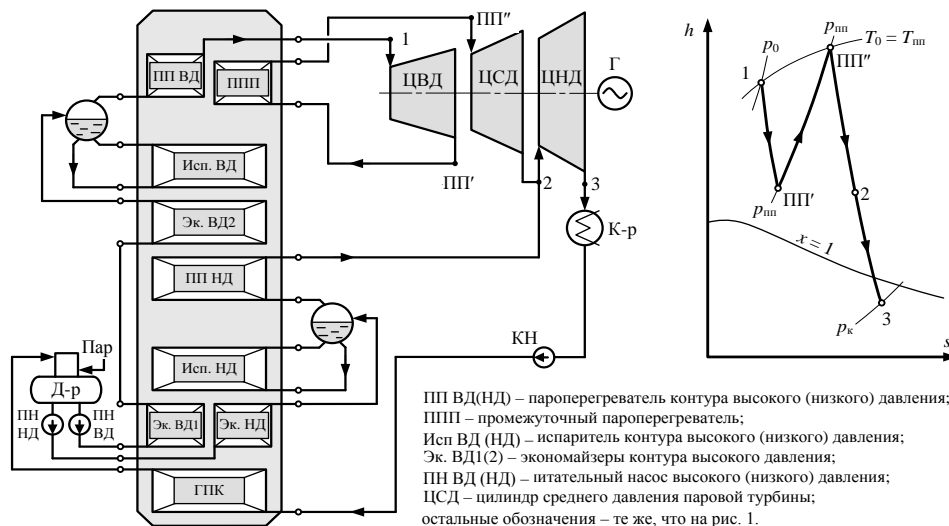 ПП ВД
ППП
Исп. ВД
Эк. ВД2
ПП НД
Исп. НД
Эк. ВД1
Эк. НД
ГПК
Пар
Д-р
ПН НД
ПН ВД
1
ПП″
ЦВД
ЦСД
ЦНД
Г
ПП′
2
3
К-р
КН
h
p₀
1
pпп
T₀ = Tпп
ПП″
pпп
ПП′
2
x = 1
pк
3
s
ПП ВД(НД) – пароперегреватель контура высокого (низкого) давления;
ППП – промежуточный пароперегреватель;
Исп ВД (НД) – испаритель контура высокого (низкого) давления;
Эк. ВД1(2) – экономайзеры контура высокого давления;
ПН ВД (НД) – итательный насос высокого (низкого) давления;
ЦСД – цилиндр среднего давления паровой турбины;
остальные обозначения – те же, что на рис. 1.